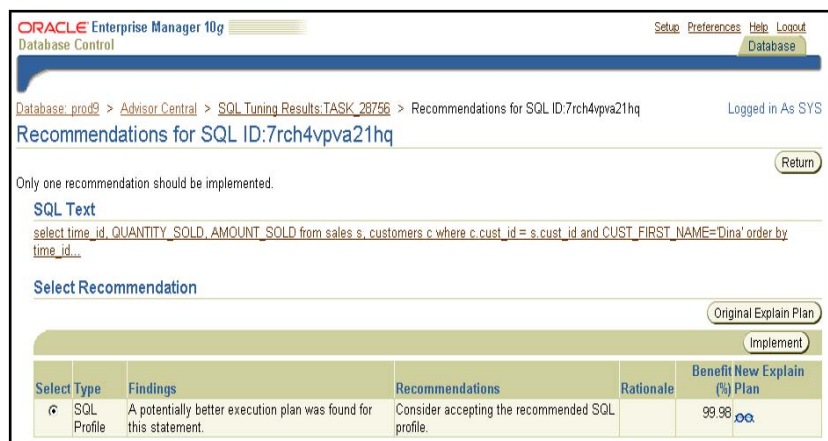 ORACLE Enterprise Manager 10g
Database Control
Setup Preferences Help Logout
Database
Database: prod9 > Advisor Central > SQL Tuning Results:TASK_28756 > Recommendations for SQL ID:7rch4vpva21hq
Logged in As SYS
Recommendations for SQL ID:7rch4vpva21hq
Return
Only one recommendation should be implemented.
SQL Text
select time_id, QUANTITY_SOLD, AMOUNT_SOLD from sales s, customers c where c.cust_id = s.cust_id and CUST_FIRST_NAME='Dina' order by
time_id...
Select Recommendation
Original Explain Plan
Implement
Select Type Findings Recommendations Rationale Benefit (%) New Explain Plan
SQL Profile
A potentially better execution plan was found for
this statement.
Consider accepting the recommended SQL
profile.
99.98